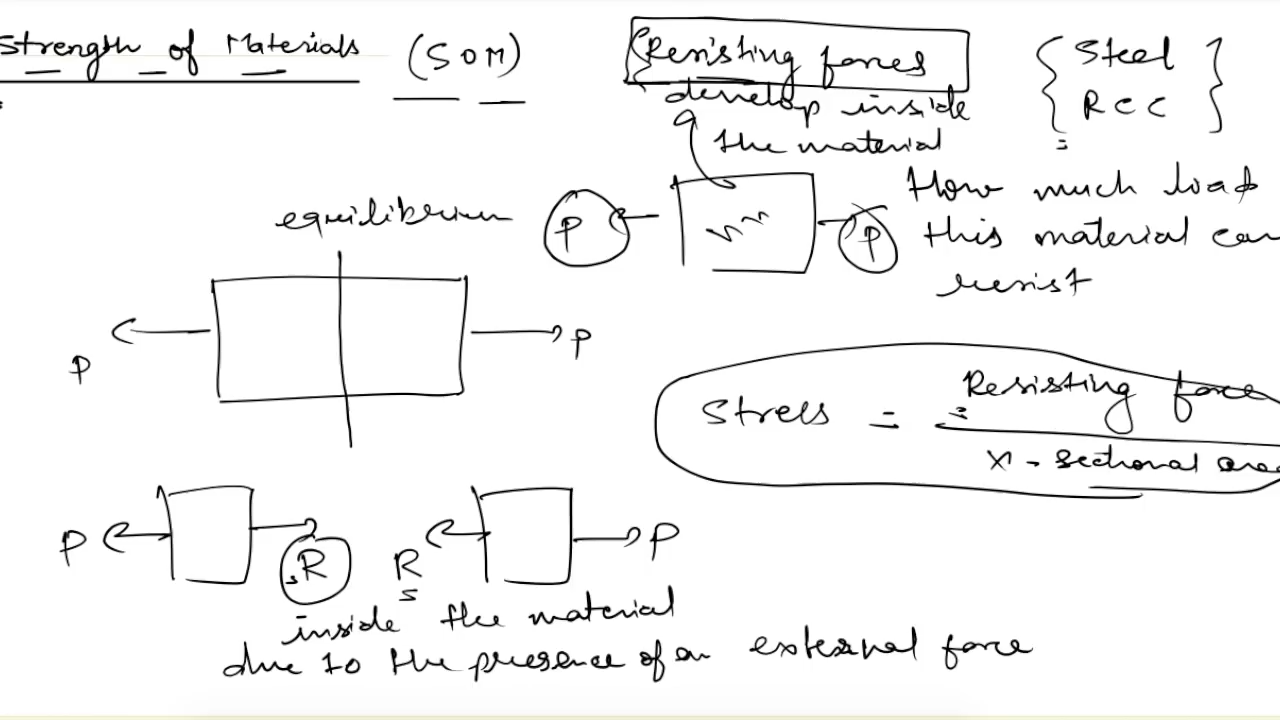 Strength of Materials (SOM)
Resisting forces
develop inside
the material
{ Steel
RCC }
How much load
this material can
resist
equilibrium
P P
P P
Stress = Resisting force
x - sectional area
P R R P
inside the material
due to the presence of an external force